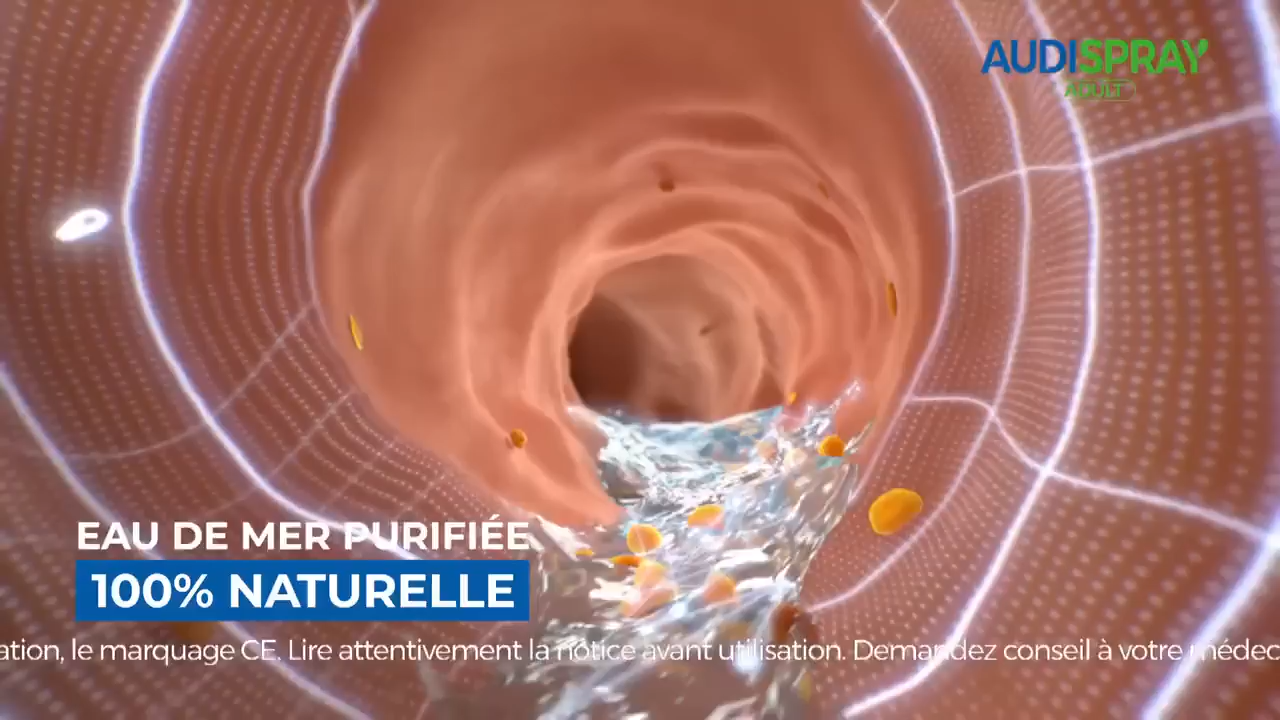 AUDISPRAY
ADULT
EAU DE MER PURIFIÉE
100% NATURELLE
ation, le marquage CE. Lire attentivement la notice avant utilisation. Demandez conseil à votre médec